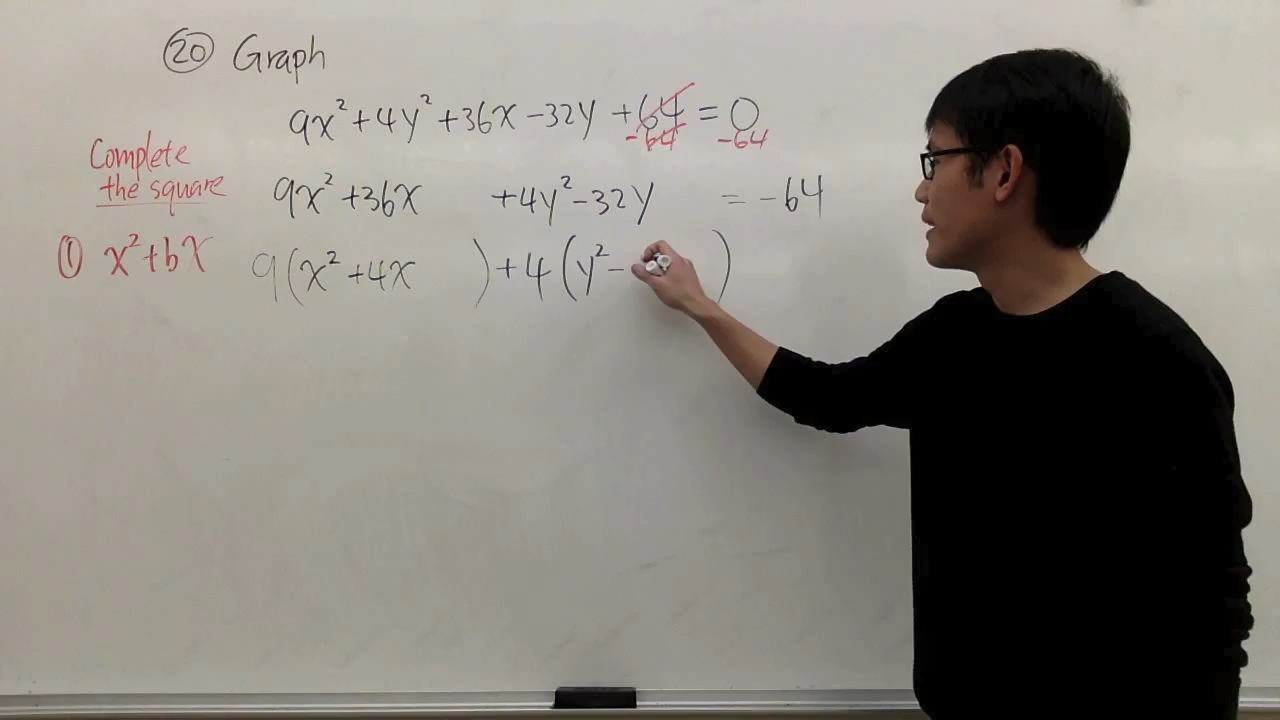 20 Graph
9x² + 4y² + 36x - 32y + 64 = 0
-64 -64
Complete
the square
9x² + 36x + 4y² - 32y = -64
① x² + bx
9(x² + 4x ) + 4(y² - )